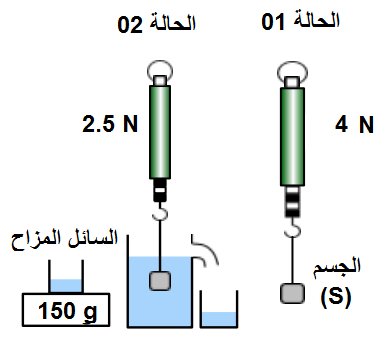 الحالة 01
الحالة 02
4 N
2.5 N
السائل المزاح
150 g
الجسم
(S)